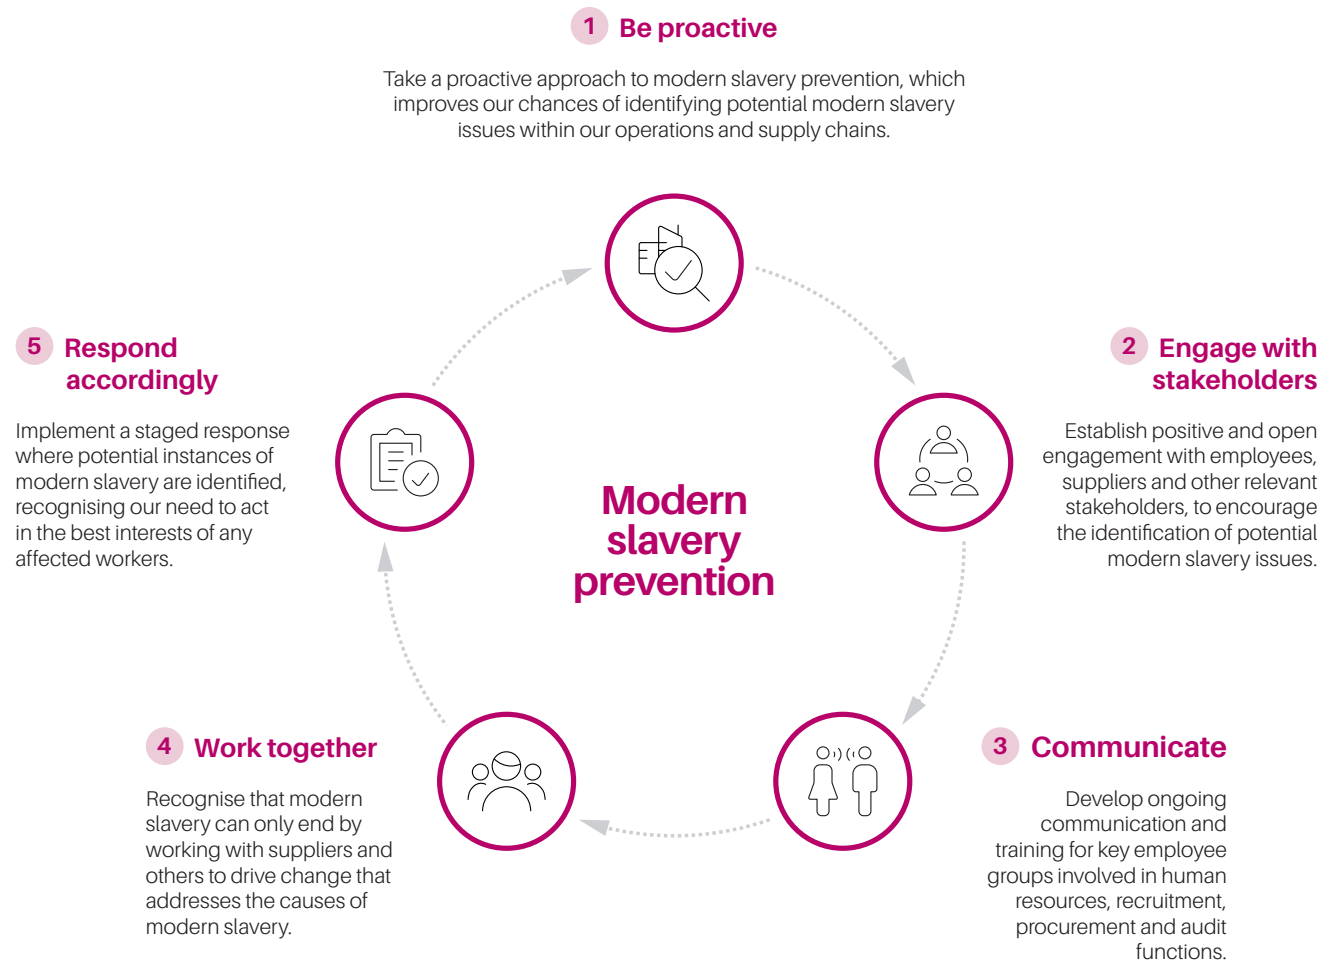 1 Be proactive
Take a proactive approach to modern slavery prevention, which
improves our chances of identifying potential modern slavery
issues within our operations and supply chains.
2 Engage with
stakeholders
Establish positive and open
engagement with employees,
suppliers and other relevant
stakeholders, to encourage
the identification of potential
modern slavery issues.
3 Communicate
Develop ongoing
communication and
training for key employee
groups involved in human
resources, recruitment,
procurement and audit
functions.
4 Work together
Recognise that modern
slavery can only end by
working with suppliers and
others to drive change that
addresses the causes of
modern slavery.
5 Respond
accordingly
Implement a staged response
where potential instances of
modern slavery are identified,
recognising our need to act
in the best interests of any
affected workers.
Modern
slavery
prevention